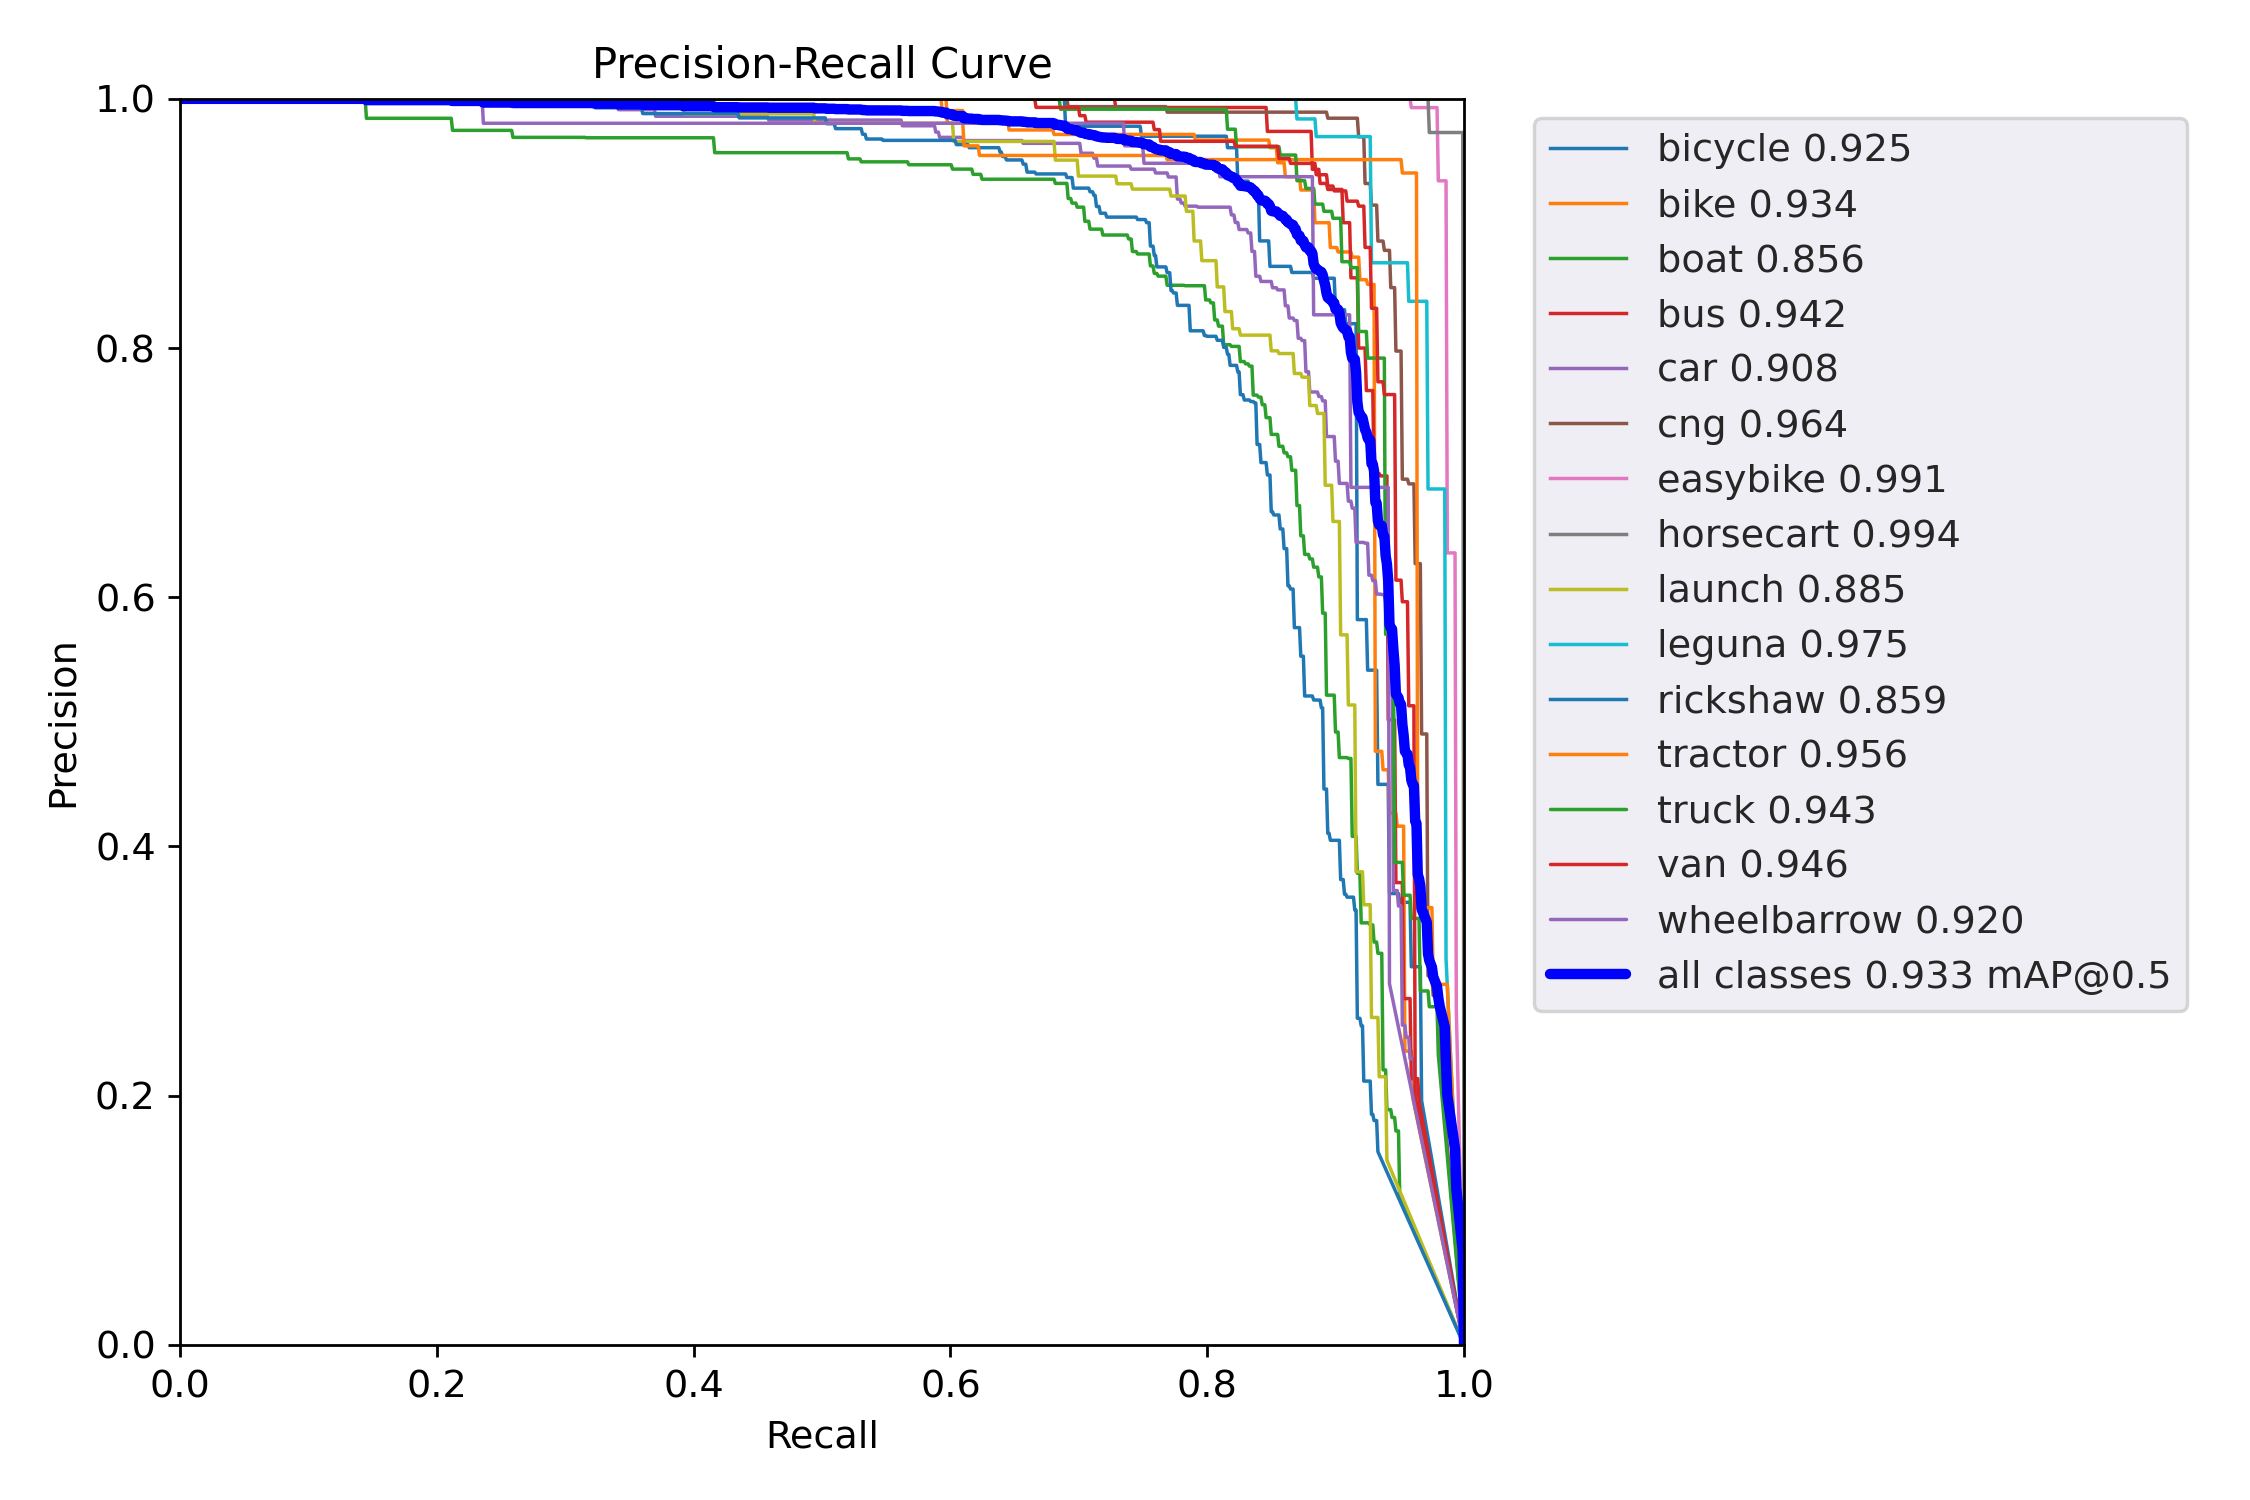 Precision-Recall Curve
1.0
0.8
0.6
0.4
0.2
0.0
Precision
0.0 0.2 0.4 0.6 0.8 1.0
Recall
bicycle 0.925
bike 0.934
boat 0.856
bus 0.942
car 0.908
cng 0.964
easybike 0.991
horsecart 0.994
launch 0.885
leguna 0.975
rickshaw 0.859
tractor 0.956
truck 0.943
van 0.946
wheelbarrow 0.920
all classes 0.933 mAP@0.5